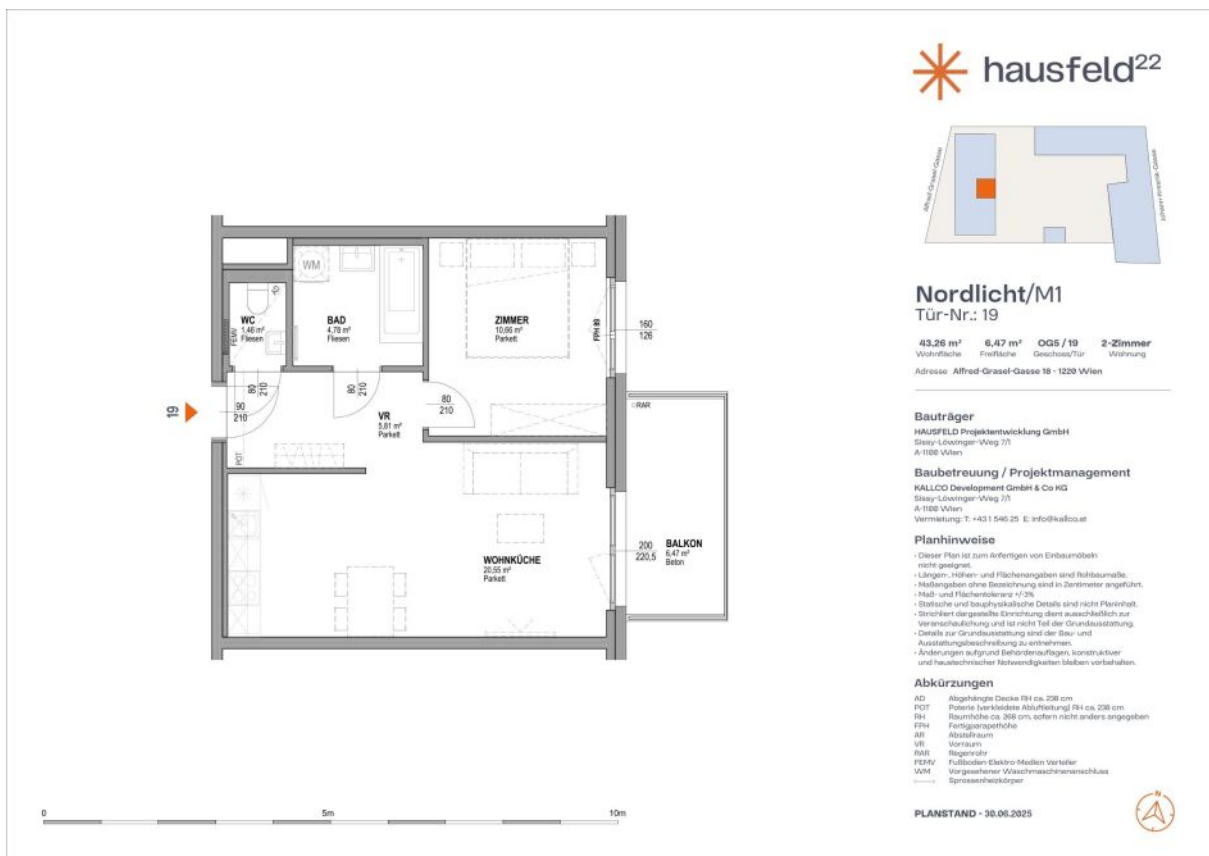 hausfeld22
Alfred-Grasel-Gasse
Nordlicht/M1
Tür-Nr.: 19
43,26 m² 6,47 m² OG5 / 19 2-Zimmer
Wohnfläche Freifläche Geschoss/Tür Wohnung
Adresse Alfred-Grasel-Gasse 18 - 1220 Wien
Bauträger
HAUSFELD Projektentwicklung GmbH
Sissy-Löwinger-Weg 7/1
A-1100 Wien
Baubetreuung / Projektmanagement
KALLCO Development GmbH & Co KG
Sissy-Löwinger-Weg 7/1
A-1100 Wien
Vermietung: T: +43 1 546 25 E: info@kallco.at
Planhinweise
- Dieser Plan ist zum Anfertigen von Einbaumöbeln
nicht geeignet.
- Längen-, Höhen- und Flächenangaben sind Rohbaumaße.
- Maßangaben ohne Bezeichnung sind in Zentimeter angeführt.
- Maß- und Flächentoleranz +/-3%
- Statische und bauphysikalische Details sind nicht Planinhalt.
- Strichliert dargestellte Einrichtung dient ausschließlich zur
Veranschaulichung und ist nicht Teil der Grundausstattung.
- Details zur Grundausstattung sind der Bau- und
Ausstattungsbeschreibung zu entnehmen.
- Änderungen aufgrund Behördenauflagen, konstruktiver
und haustechnischer Notwendigkeiten bleiben vorbehalten.
Abkürzungen
AD Abgehängte Decke RH ca. 238 cm
POT Poterie (verkleidete Abluftleitung) RH ca. 238 cm
RH Raumhöhe ca. 268 cm, sofern nicht anders angegeben
FPH Fertigparapethöhe
AR Abstellraum
VR Vorraum
RAR Regenrohr
FEMV Fußboden-Elektro-Medien Verteiler
WM Vorgesehener Waschmaschinenanschluss
Sprossenheizkörper
PLANSTAND - 30.06.2025
N
WM
AD
WC
1,46 m²
Fliesen
FEMV
BAD
4,78 m²
Fliesen
ZIMMER
10,66 m²
Parkett
FPH 89
160
126
80
210
80
210
80
210
90
210
19
VR
5,81 m²
Parkett
POT
RAR
WOHNKÜCHE
20,55 m²
Parkett
200
220,5
BALKON
6,47 m²
Beton
0 5m 10m